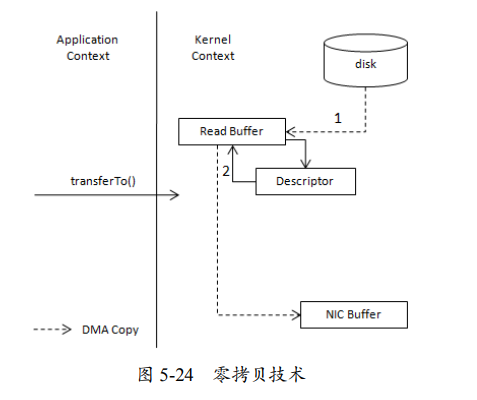 Application
Context
Kernel
Context
disk
1
Read Buffer
2
Descriptor
transferTo()
NIC Buffer
DMA Copy
图 5-24 零拷贝技术